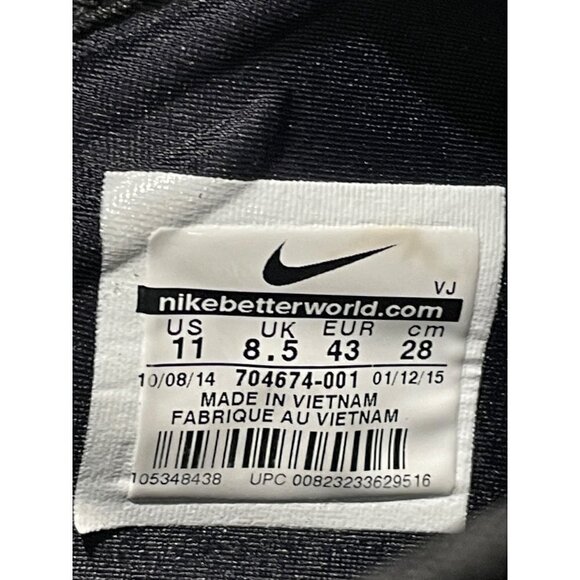 VJ
nikebetterworld.com
US UK EUR cm
11 8.5 43 28
10/08/14 704674-001 01/12/15
MADE IN VIETNAM
FABRIQUE AU VIETNAM
105348438 UPC 00823233629516